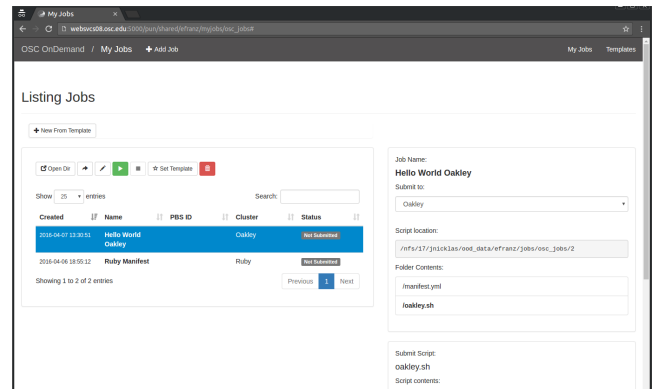 My Jobs
websvcs08.osc.edu:5000/pun/shared/efranz/myjobs/osc_jobs#
OSC OnDemand / My Jobs + Add Job
My Jobs Templates
Listing Jobs
+ New From Template
Open Dir
Set Template
Show 25 entries
Search:
Created Name PBS ID Cluster Status
2016-04-07 13:30:51 Hello World Oakley Not Submitted
Oakley
2016-04-06 18:55:12 Ruby Manifest Ruby Not Submitted
Showing 1 to 2 of 2 entries
Previous 1 Next
Job Name:
Hello World Oakley
Submit to:
Oakley
Script location:
/nfs/17/jnicklas/ood_data/efranz/jobs/osc_jobs/2
Folder Contents:
/manifest.yml
/oakley.sh
Submit Script:
oakley.sh
Script contents: